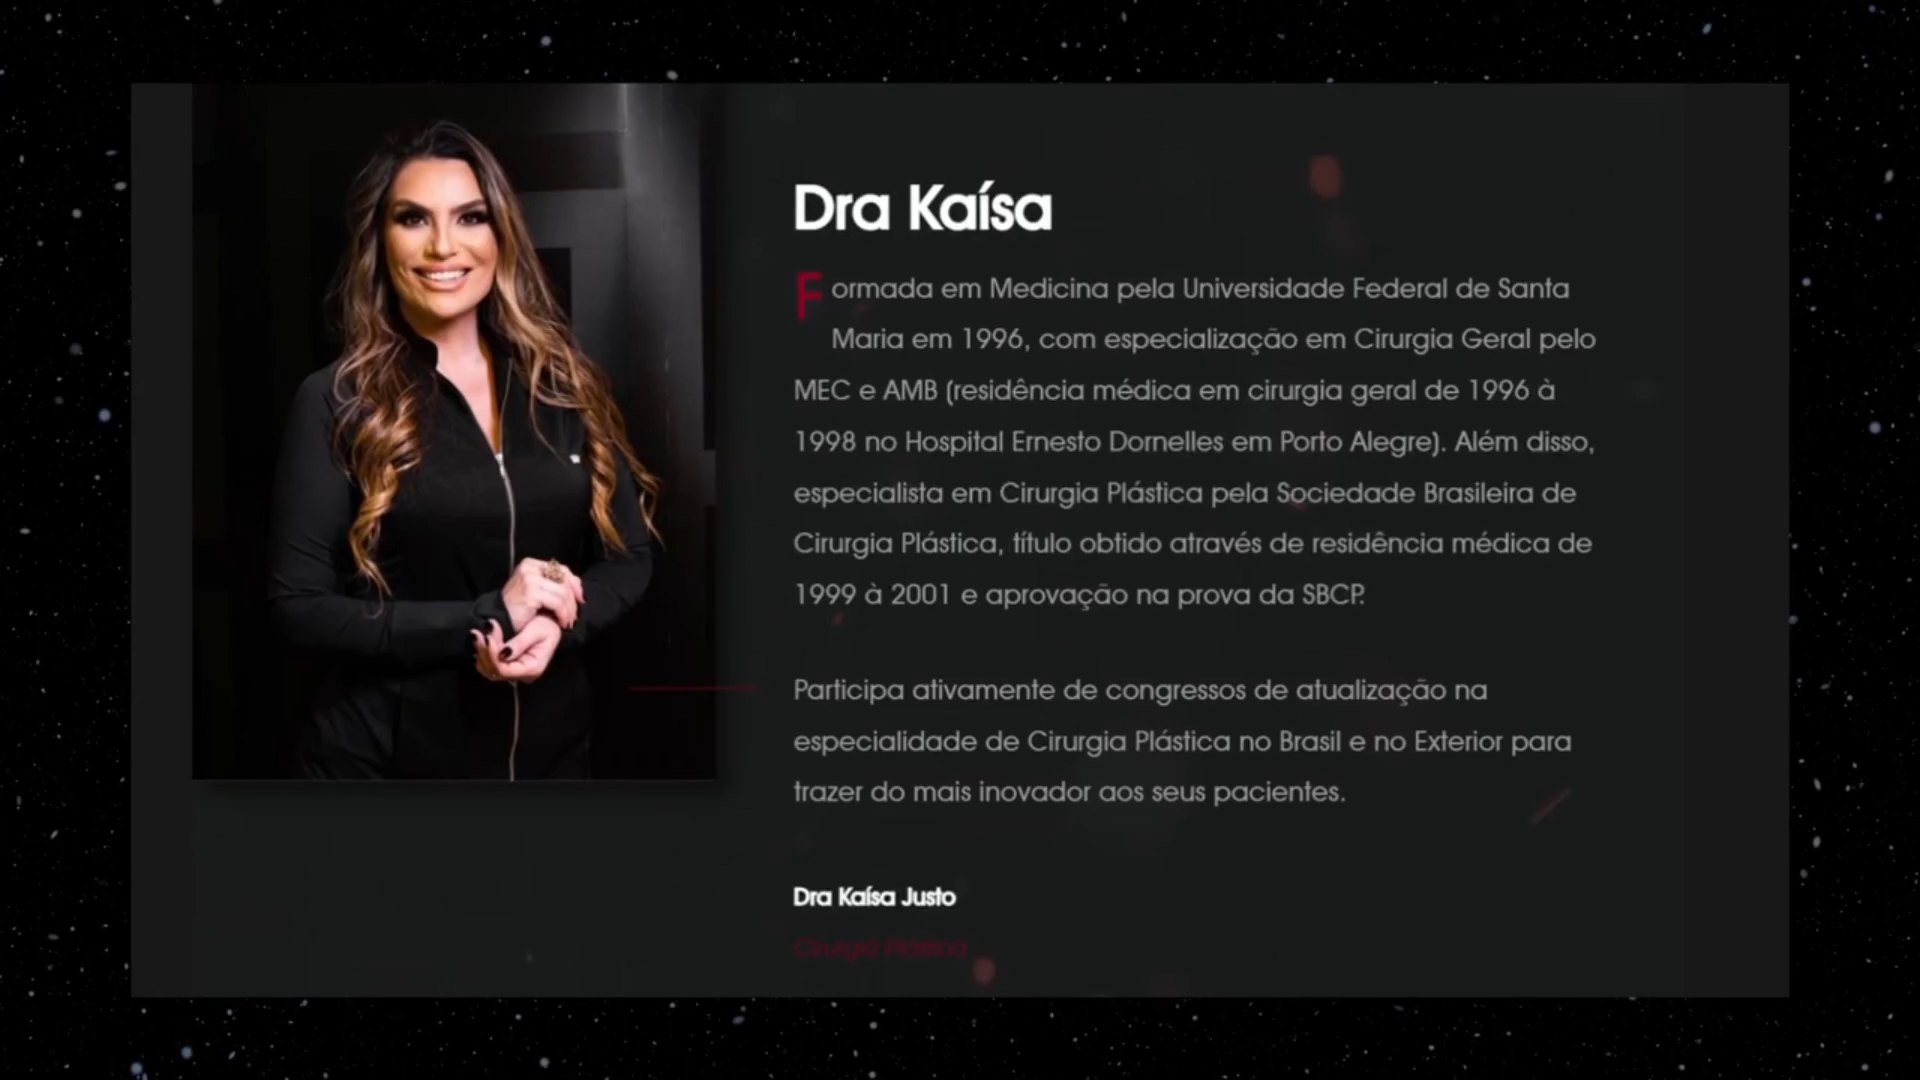 Dra Kaísa
Formada em Medicina pela Universidade Federal de Santa
Maria em 1996, com especialização em Cirurgia Geral pelo
MEC e AMB (residência médica em cirurgia geral de 1996 à
1998 no Hospital Ernesto Dornelles em Porto Alegre). Além disso,
especialista em Cirurgia Plástica pela Sociedade Brasileira de
Cirurgia Plástica, título obtido através de residência médica de
1999 à 2001 e aprovação na prova da SBCP.
Participa ativamente de congressos de atualização na
especialidade de Cirurgia Plástica no Brasil e no Exterior para
trazer do mais inovador aos seus pacientes.
Dra Kaísa Justo